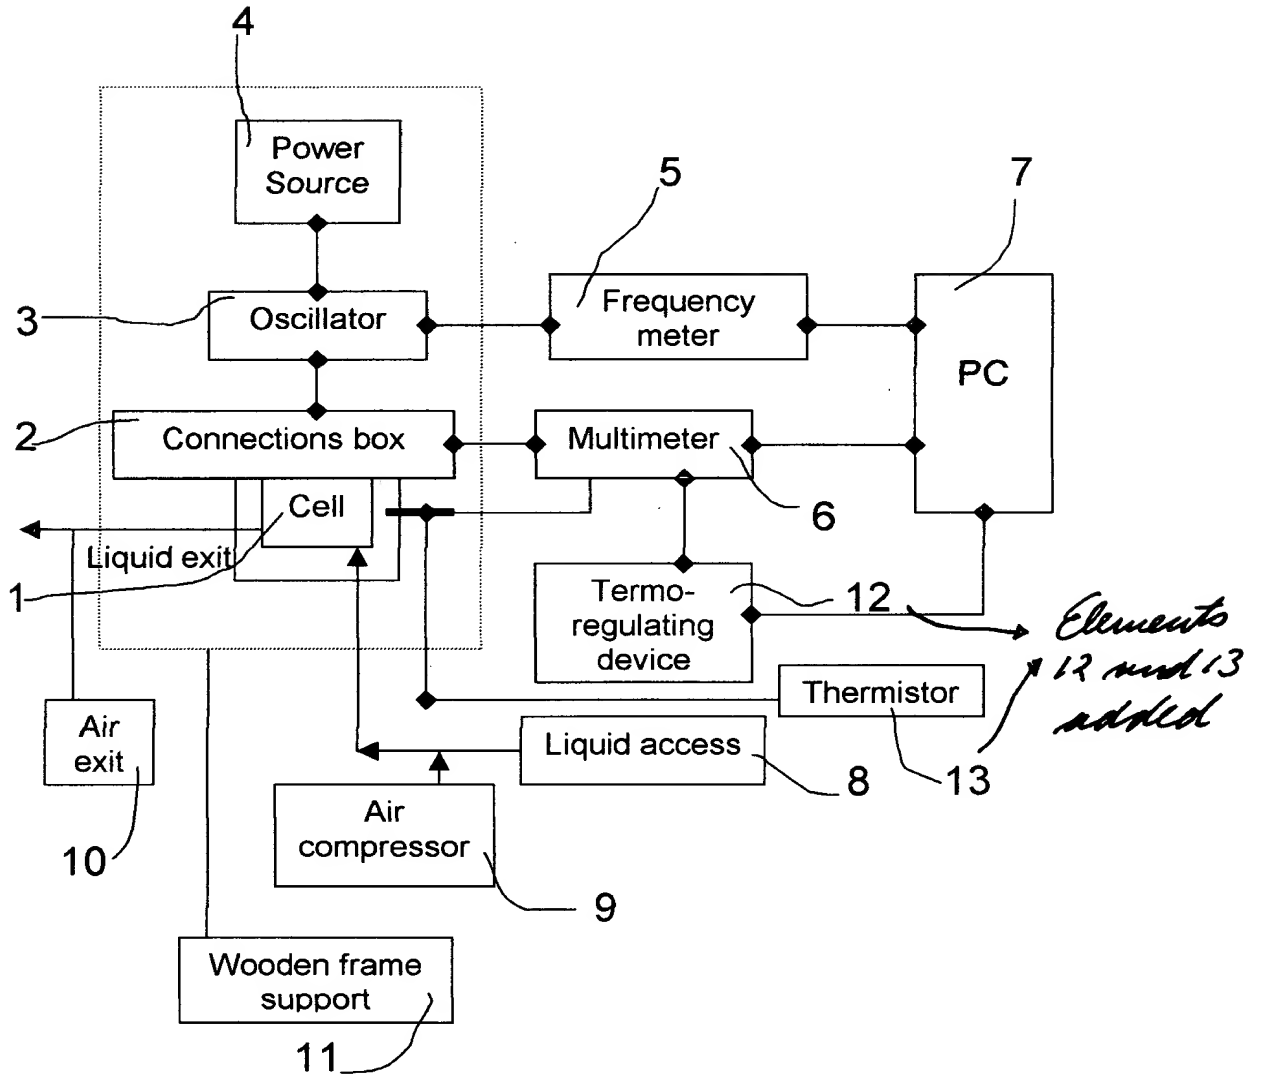 4
Power
Source
5
7
3
Oscillator
Frequency
meter
PC
2
Connections box
Multimeter
6
Cell
Liquid exit
1
Termo-
regulating
device
12
Elements
12 and 13
added
Thermistor
13
Air
exit
10
Liquid access
8
Air
compressor
9
Wooden frame
support
11